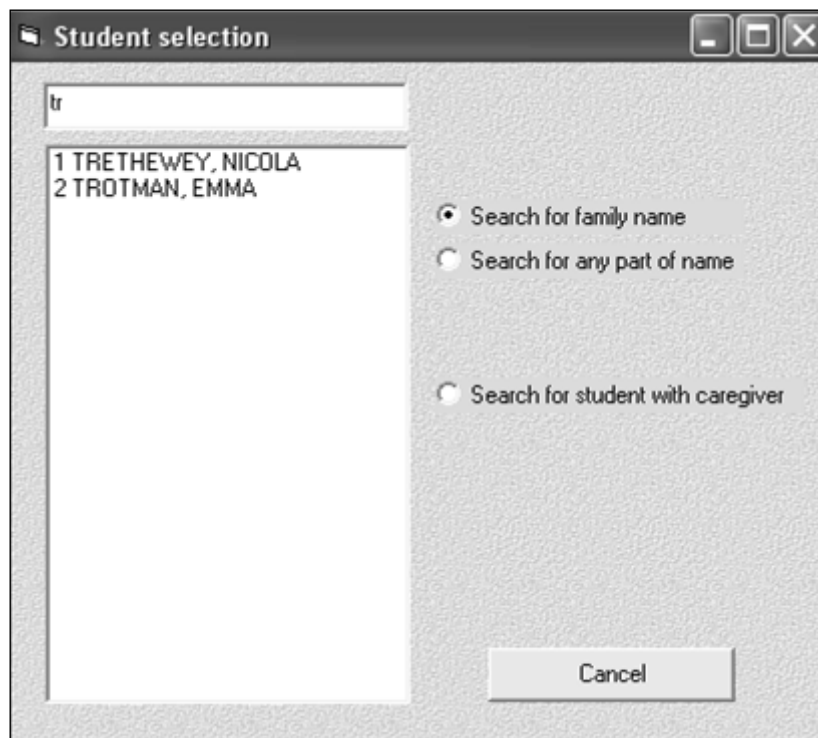 Student selection
tr
1 TRETHEWEY, NICOLA
2 TROTMAN, EMMA
Search for family name
Search for any part of name
Search for student with caregiver
Cancel